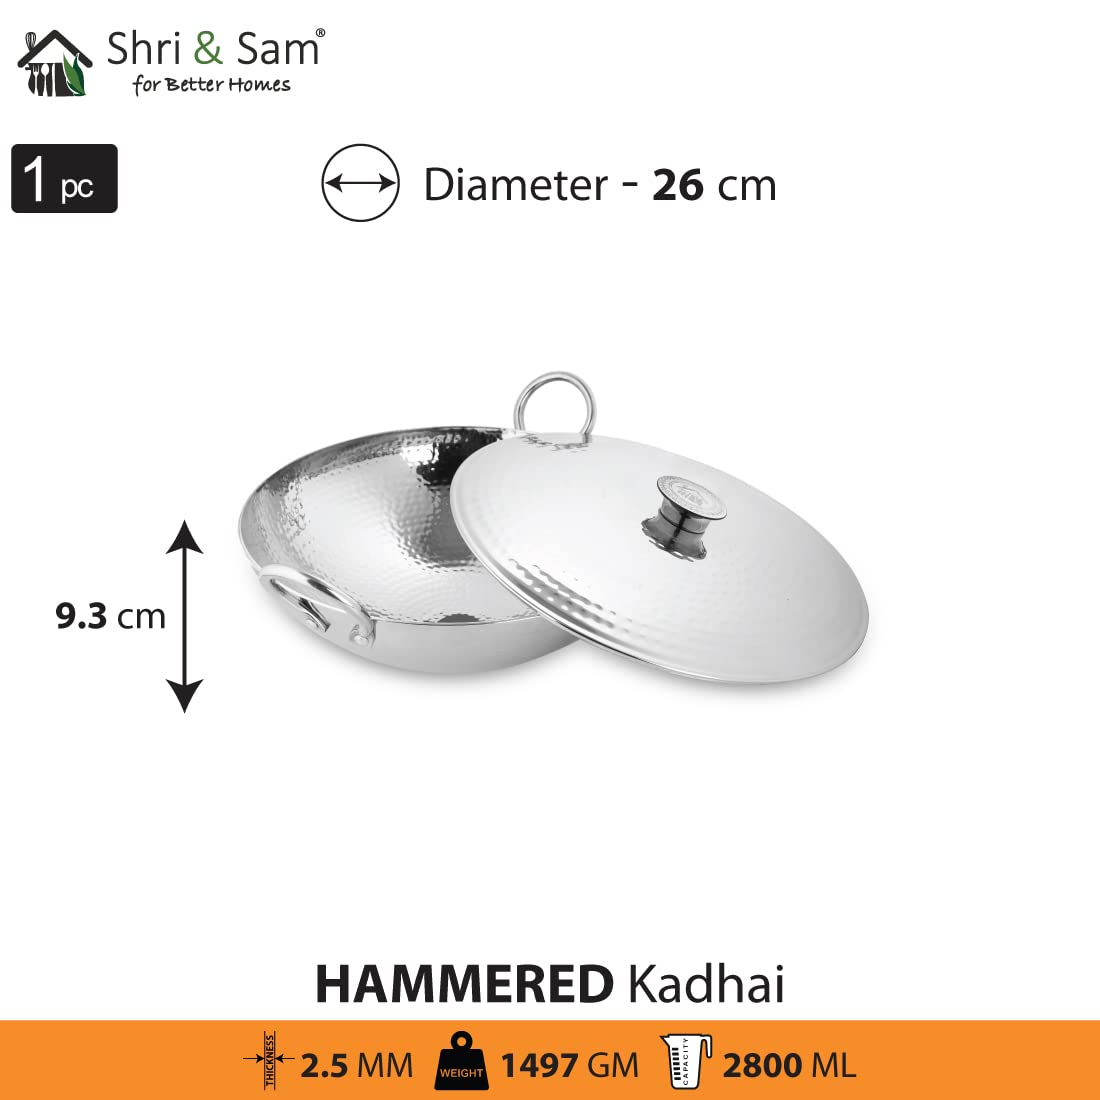 Shri & Sam®
for Better Homes
1 pc
Diameter - 26 cm
9.3 cm
HAMMERED Kadhai
THICKNESS
2.5 MM
WEIGHT
1497 GM
CAPACITY
2800 ML